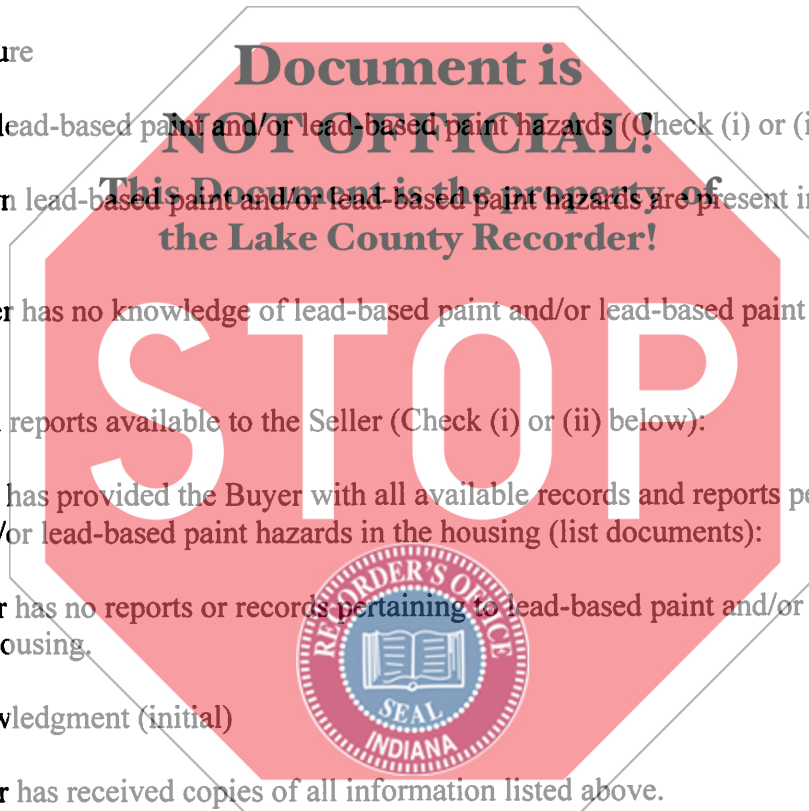 ure
Document is
lead-based paint and/or lead-based paint hazards (Check (i) or (i
NOT OFFICIAL!
n lead-based paint and/or lead-based paint hazards are present i
This Document is the property of
the Lake County Recorder!
er has no knowledge of lead-based paint and/or lead-based paint
STOP
reports available to the Seller (Check (i) or (ii) below):
has provided the Buyer with all available records and reports pe
/or lead-based paint hazards in the housing (list documents):
RECORDER'S OFFICE
r has no reports or records pertaining to lead-based paint and/or
ousing.
SEAL
wledgment (initial)
INDIANA
r has received copies of all information listed above.